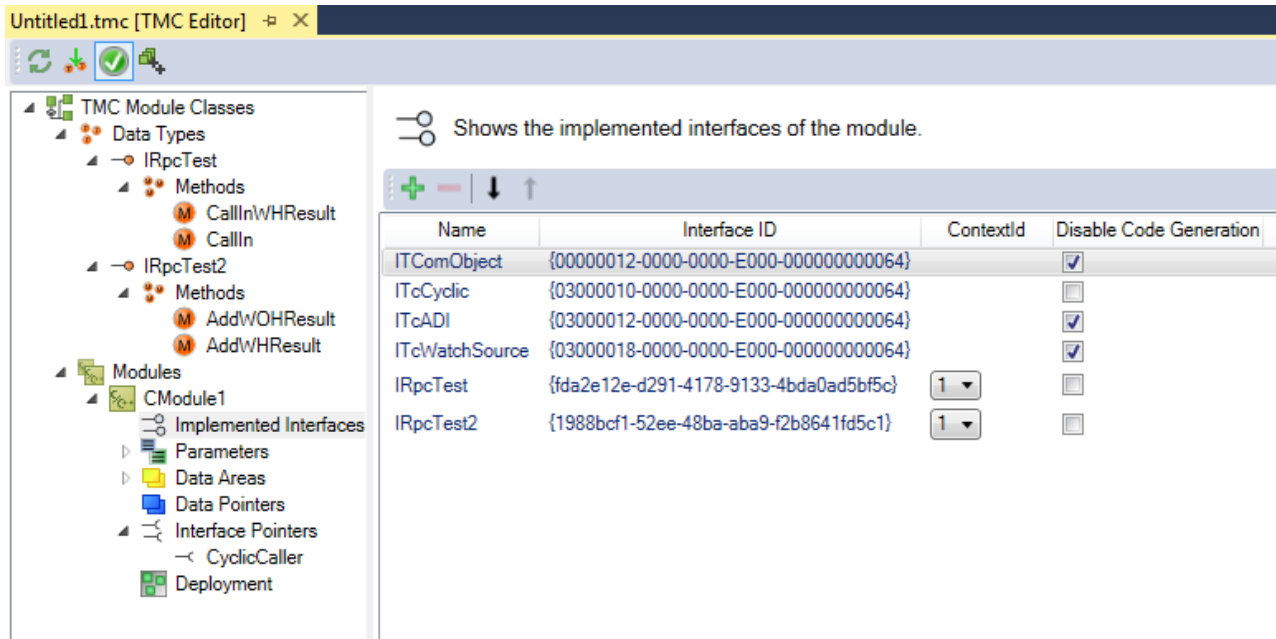 Untitled1.tmc [TMC Editor]
TMC Module Classes
Data Types
IRpcTest
Methods
M CallInWHResult
M CallIn
IRpcTest2
Methods
M AddWOHResult
M AddWHResult
Modules
CModule1
Implemented Interfaces
Parameters
Data Areas
Data Pointers
Interface Pointers
CyclicCaller
Deployment
Shows the implemented interfaces of the module.
Name Interface ID ContextId Disable Code Generation
ITComObject {00000012-0000-0000-E000-000000000064}
ITcCyclic {03000010-0000-0000-E000-000000000064}
ITcADI {03000012-0000-0000-E000-000000000064}
ITcWatchSource {03000018-0000-0000-E000-000000000064}
IRpcTest {fda2e12e-d291-4178-9133-4bda0ad5bf5c} 1
IRpcTest2 {1988bcf1-52ee-48ba-aba9-f2b8641fd5c1} 1